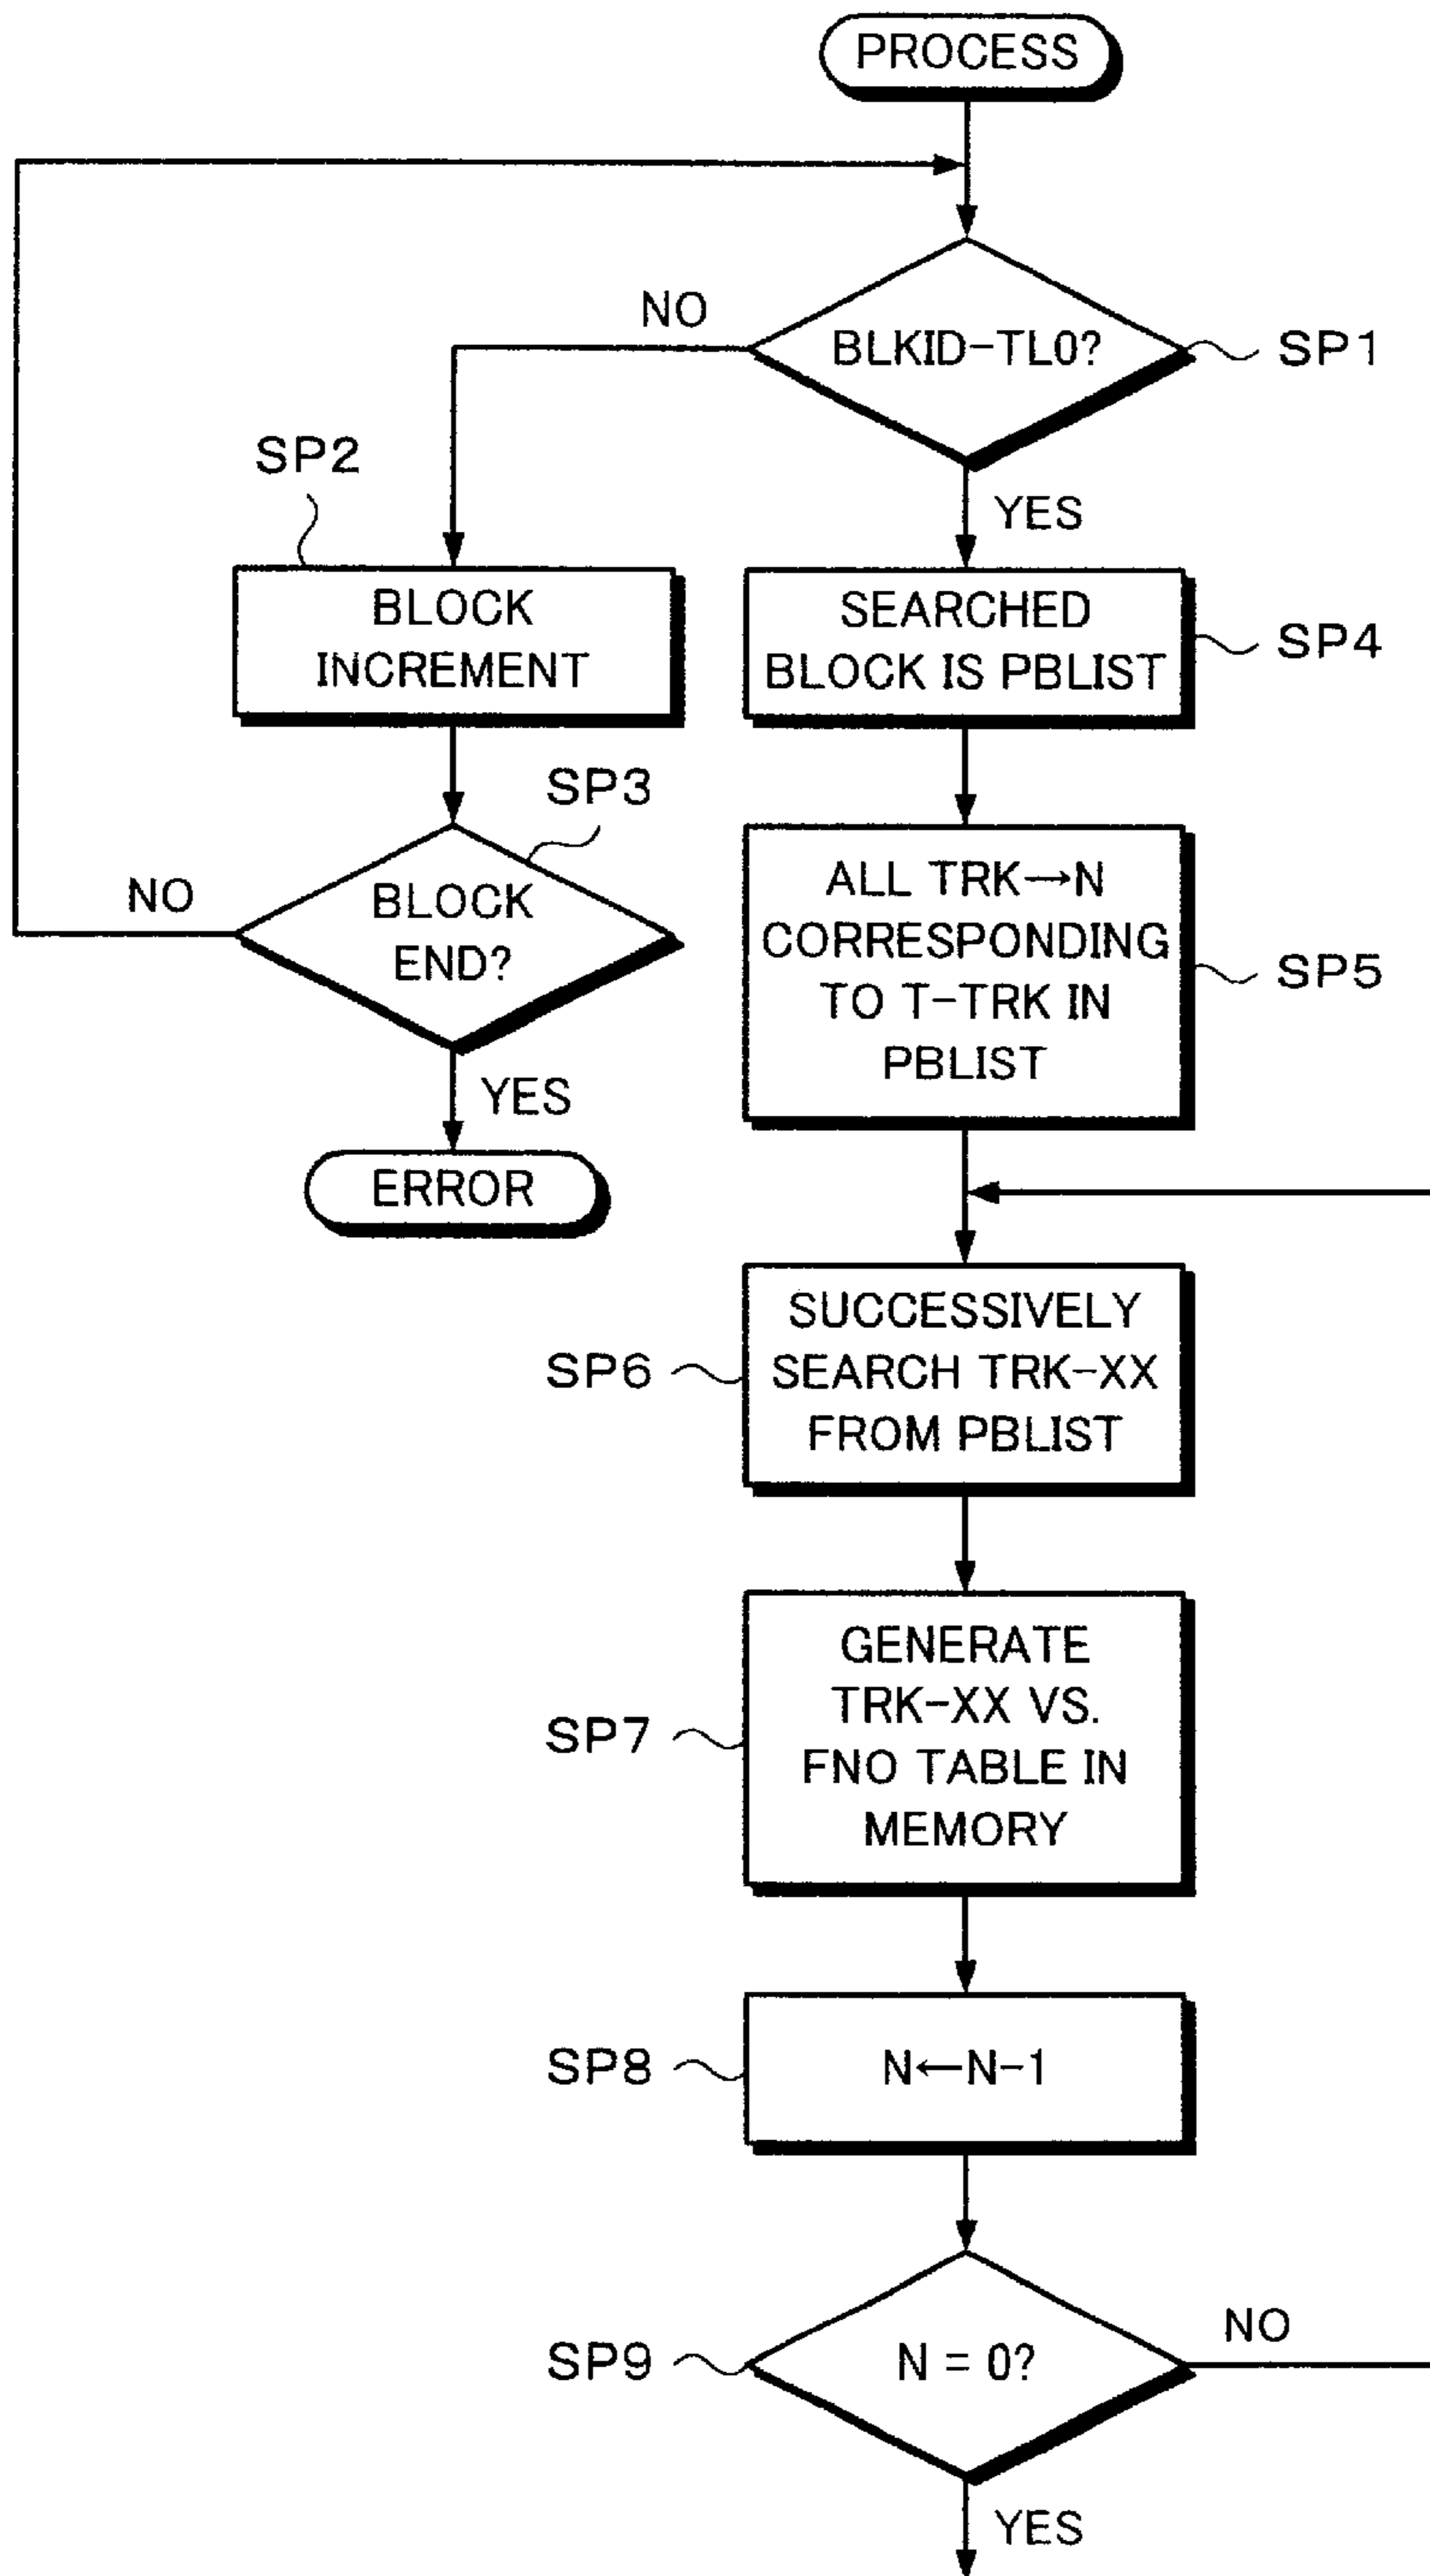 PROCESS
NO
BLKID-TL0?
SP1
YES
SP2
BLOCK
INCREMENT
SEARCHED
BLOCK IS PBLIST
SP4
SP3
NO
BLOCK
END?
YES
ERROR
ALL TRK→N
CORRESPONDING
TO T-TRK IN
PBLIST
SP5
SUCCESSIVELY
SEARCH TRK-XX
FROM PBLIST
SP6
GENERATE
TRK-XX VS.
FNO TABLE IN
MEMORY
SP7
SP8
N←N-1
SP9
N = 0?
NO
YES